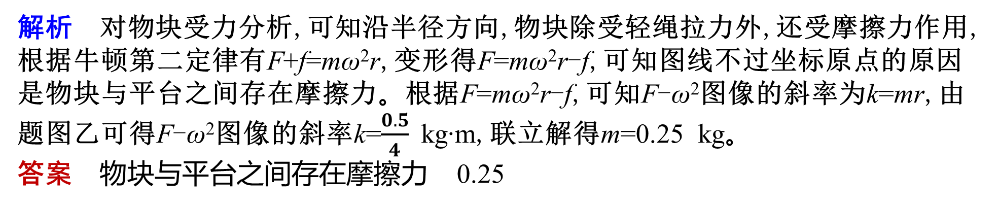 解析 对物块受力分析,可知沿半径方向,物块除受轻绳拉力外,还受摩擦力作用,
根据牛顿第二定律有F+f=mω²r,变形得F=mω²r−f,可知图线不过坐标原点的原因
是物块与平台之间存在摩擦力。根据F=mω²r−f,可知F−ω²图像的斜率为k=mr,由
题图乙可得F−ω²图像的斜率k=0.5/4 kg·m,联立解得m=0.25 kg。
答案 物块与平台之间存在摩擦力 0.25